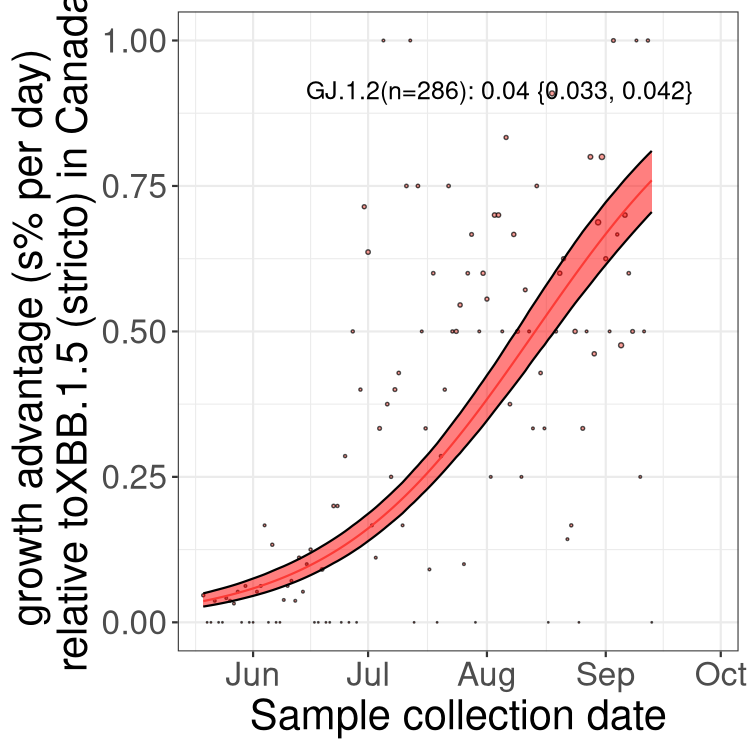 growth advantage (s% per day)
relative toXBB.1.5 (stricto) in Canada
1.00
0.75
0.50
0.25
0.00
GJ.1.2(n=286): 0.04 {0.033, 0.042}
Jun Jul Aug Sep Oct
Sample collection date